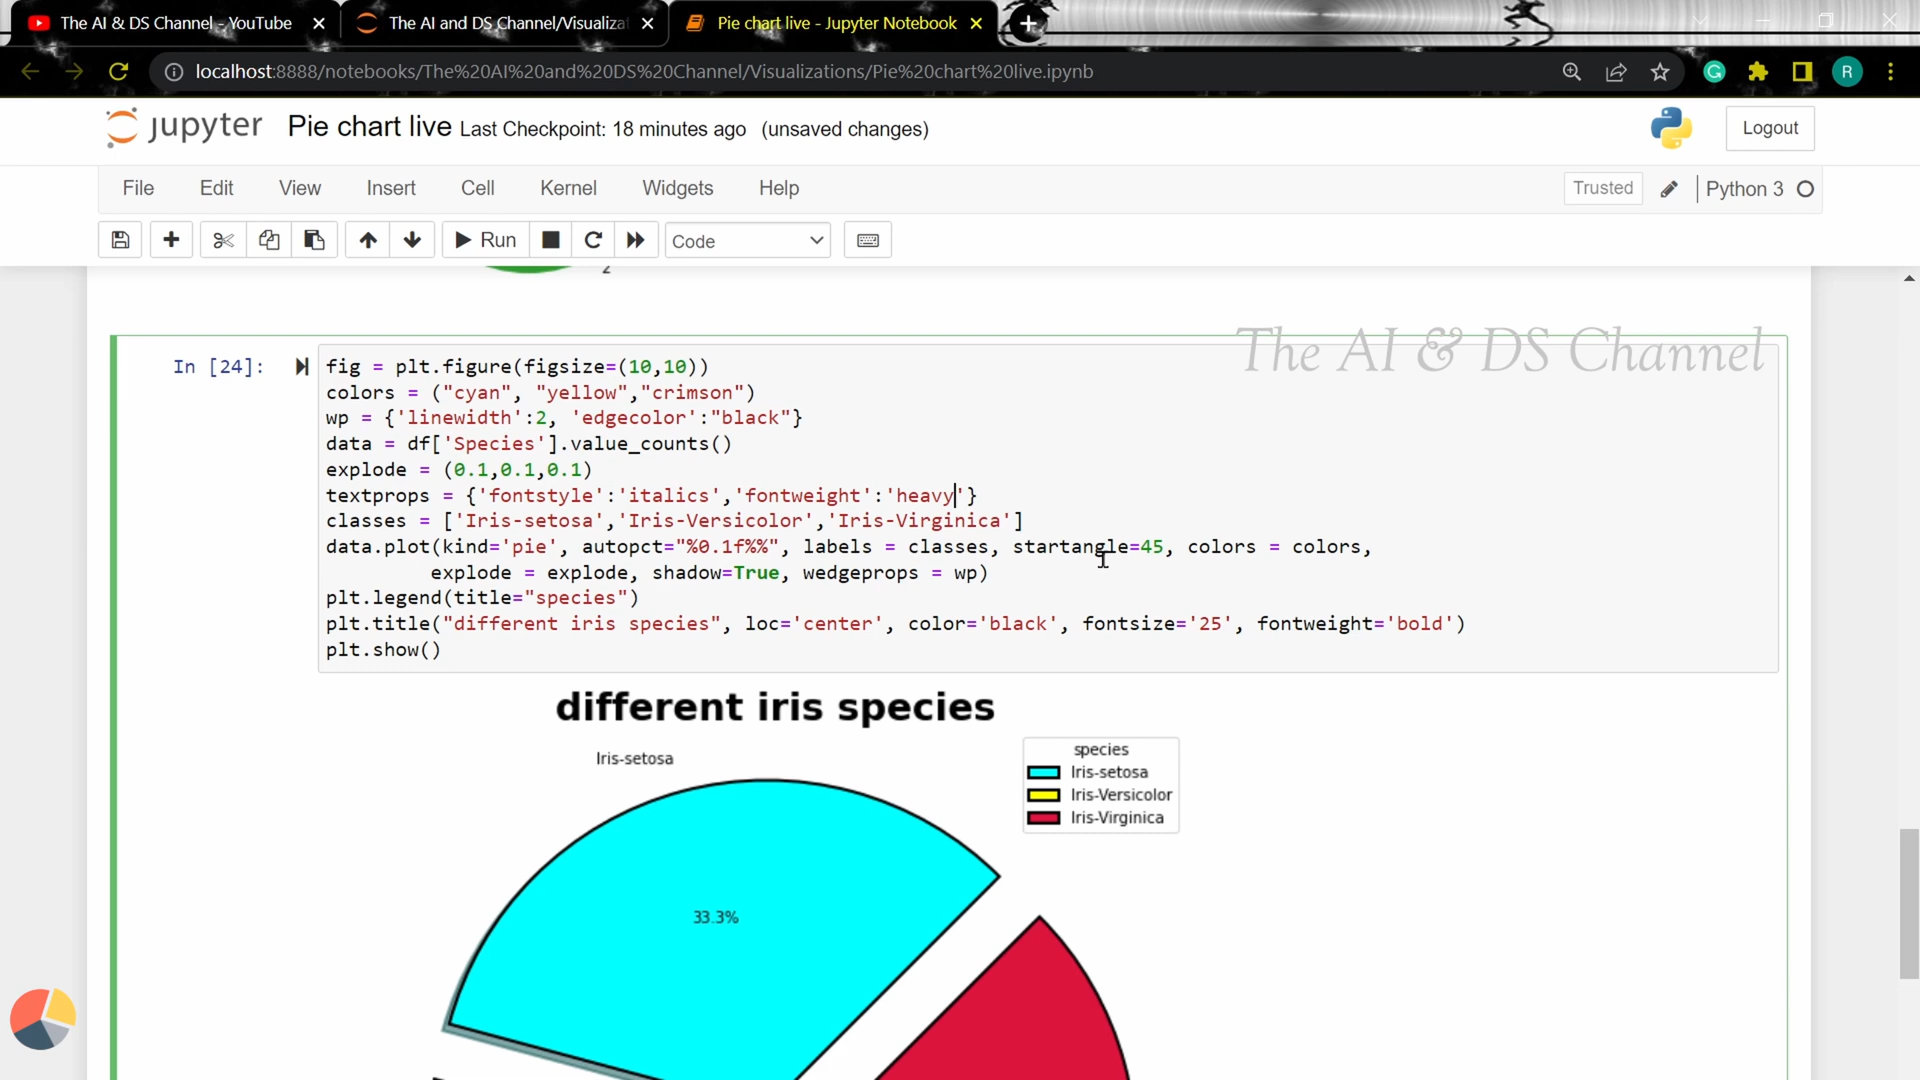 The AI & DS Channel - YouTube
The AI and DS Channel/Visualiza
Pie chart live - Jupyter Notebook
localhost:8888/notebooks/The%20AI%20and%20DS%20Channel/Visualizations/Pie%20chart%20live.ipynb
R
jupyter Pie chart live Last Checkpoint: 18 minutes ago (unsaved changes)
Logout
File Edit View Insert Cell Kernel Widgets Help
Trusted Python 3
Run Code
2
The AI & DS Channel
In [24]: fig = plt.figure(figsize=(10,10))
colors = ("cyan", "yellow","crimson")
wp = {'linewidth':2, 'edgecolor':"black"}
data = df['Species'].value_counts()
explode = (0.1,0.1,0.1)
textprops = {'fontstyle':'italics','fontweight':'heavy'}
classes = ['Iris-setosa','Iris-Versicolor','Iris-Virginica']
data.plot(kind='pie', autopct="%0.1f%%", labels = classes, startangle=45, colors = colors,
explode = explode, shadow=True, wedgeprops = wp)
plt.legend(title="species")
plt.title("different iris species", loc='center', color='black', fontsize='25', fontweight='bold')
plt.show()
different iris species
Iris-setosa
species
Iris-setosa
Iris-Versicolor
Iris-Virginica
33.3%